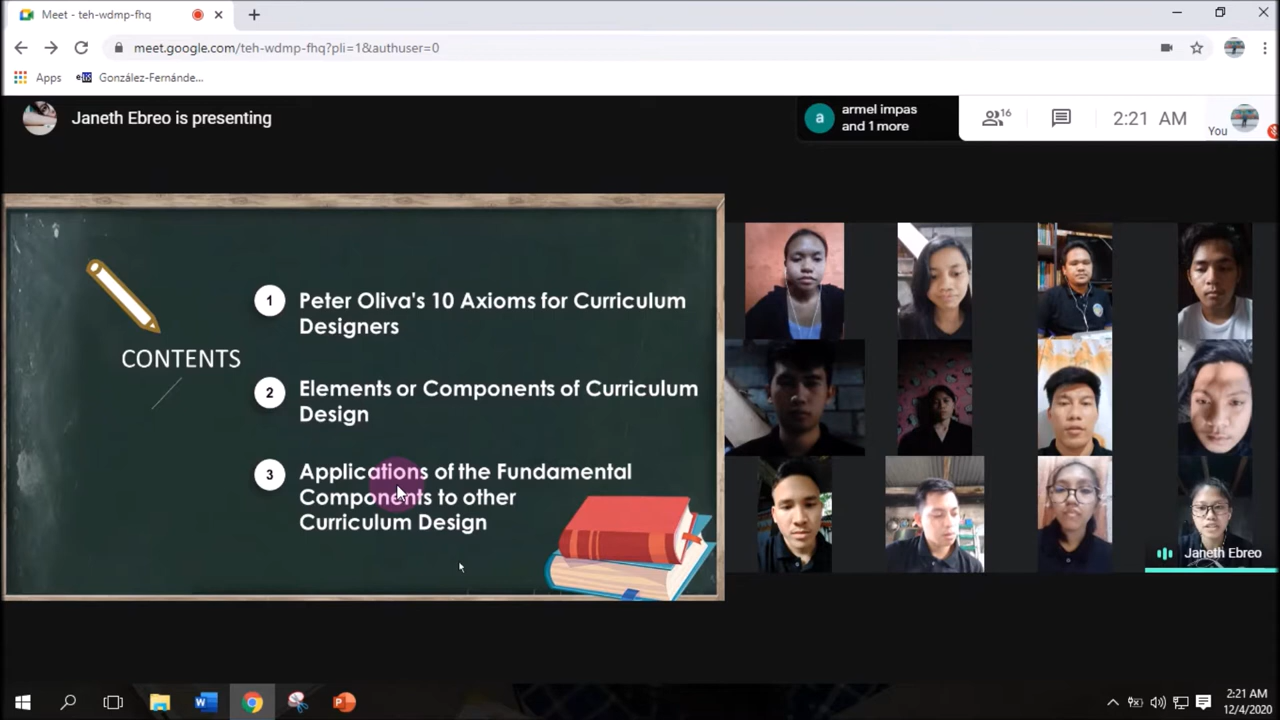 Meet - teh-wdmp-fhq
meet.google.com/teh-wdmp-fhq?pli=1&authuser=0
Apps
González-Fernánde...
Janeth Ebreo is presenting
a
armel impas
and 1 more
16
2:21 AM
You
CONTENTS
1
Peter Oliva's 10 Axioms for Curriculum
Designers
2
Elements or Components of Curriculum
Design
3
Applications of the Fundamental
Components to other
Curriculum Design
Janeth Ebreo
2:21 AM
12/4/2020